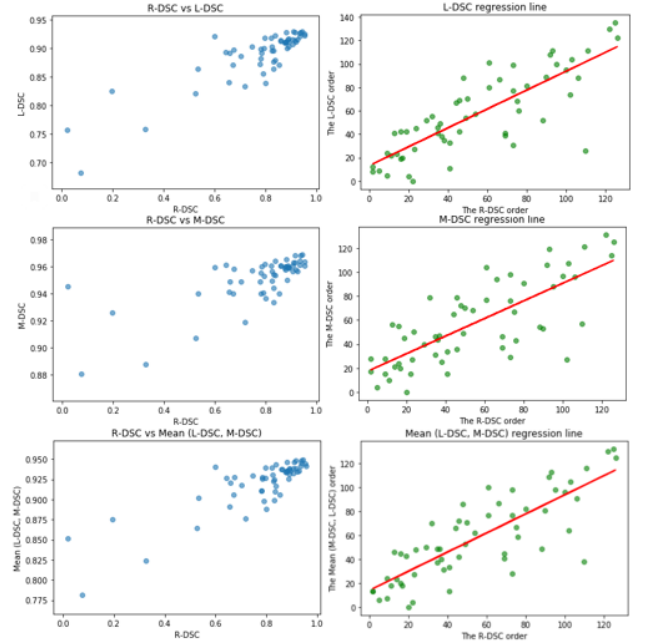 R-DSC vs L-DSC
0.95
0.90
0.85
0.80
0.75
0.70
L-DSC
0.0 0.2 0.4 0.6 0.8 1.0
R-DSC
L-DSC regression line
140
120
100
80
60
40
20
0
The L-DSC order
0 20 40 60 80 100 120
The R-DSC order
R-DSC vs M-DSC
0.98
0.96
0.94
0.92
0.90
0.88
M-DSC
0.0 0.2 0.4 0.6 0.8 1.0
R-DSC
M-DSC regression line
120
100
80
60
40
20
0
The M-DSC order
0 20 40 60 80 100 120
The R-DSC order
R-DSC vs Mean (L-DSC, M-DSC)
0.950
0.925
0.900
0.875
0.850
0.825
0.800
0.775
Mean (L-DSC, M-DSC)
0.0 0.2 0.4 0.6 0.8 1.0
R-DSC
Mean (L-DSC, M-DSC) regression line
120
100
80
60
40
20
0
The Mean (M-DSC, L-DSC) order
0 20 40 60 80 100 120
The R-DSC order